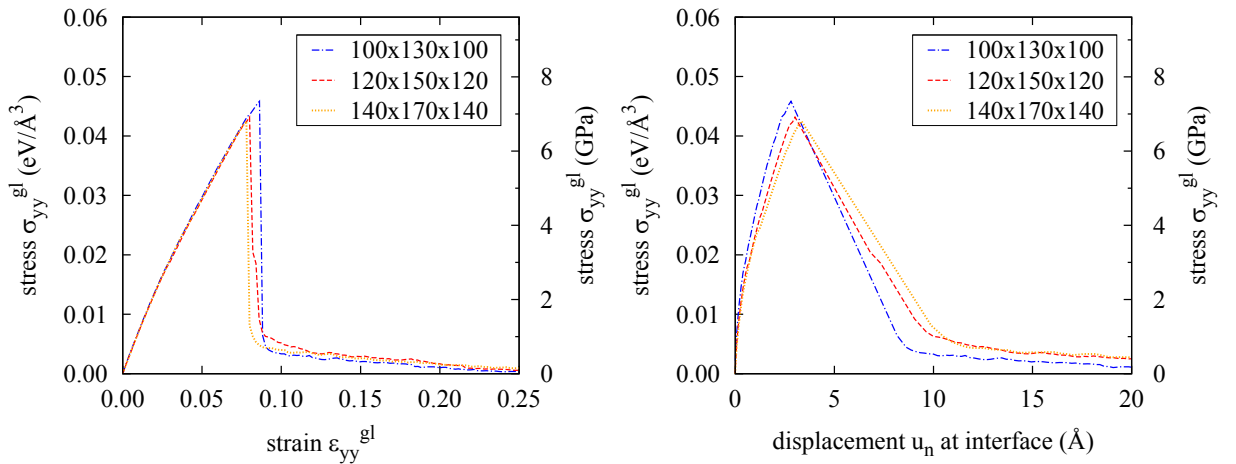 0.06
0.05
0.04
0.03
0.02
0.01
0.00
stress σyy^gl (eV/Å³)
100x130x100
120x150x120
140x170x140
8
6
4
2
0
stress σyy^gl (GPa)
0.00 0.05 0.10 0.15 0.20 0.25
strain εyy^gl
0.06
0.05
0.04
0.03
0.02
0.01
0.00
stress σyy^gl (eV/Å³)
100x130x100
120x150x120
140x170x140
8
6
4
2
0
stress σyy^gl (GPa)
0 5 10 15 20
displacement un at interface (Å)